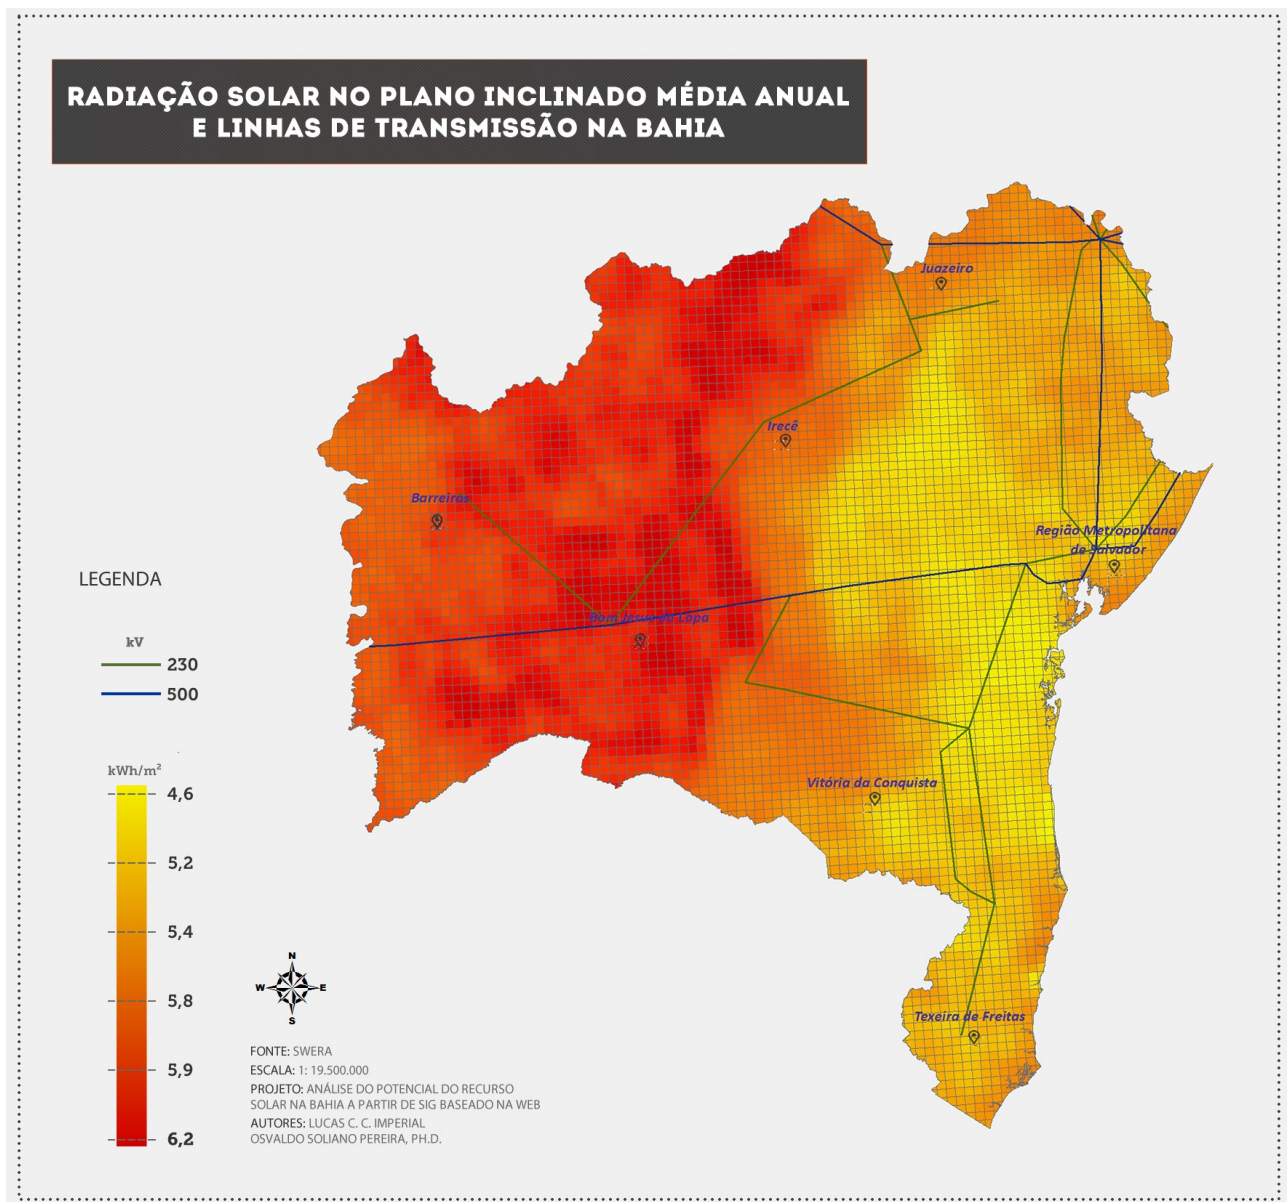 RADIAÇÃO SOLAR NO PLANO INCLINADO MÉDIA ANUAL
E LINHAS DE TRANSMISSÃO NA BAHIA
Juazeiro
Irecê
Barreiras
Região Metropolitana
de Salvador
Bom Jesus da Lapa
Vitória da Conquista
Texeira de Freitas
LEGENDA
kV
230
500
kWh/m²
4,6
5,2
5,4
5,8
5,9
6,2
N
W
E
S
FONTE: SWERA
ESCALA: 1: 19.500.000
PROJETO: ANÁLISE DO POTENCIAL DO RECURSO
SOLAR NA BAHIA A PARTIR DE SIG BASEADO NA WEB
AUTORES: LUCAS C. C. IMPERIAL
OSVALDO SOLIANO PEREIRA, PH.D.